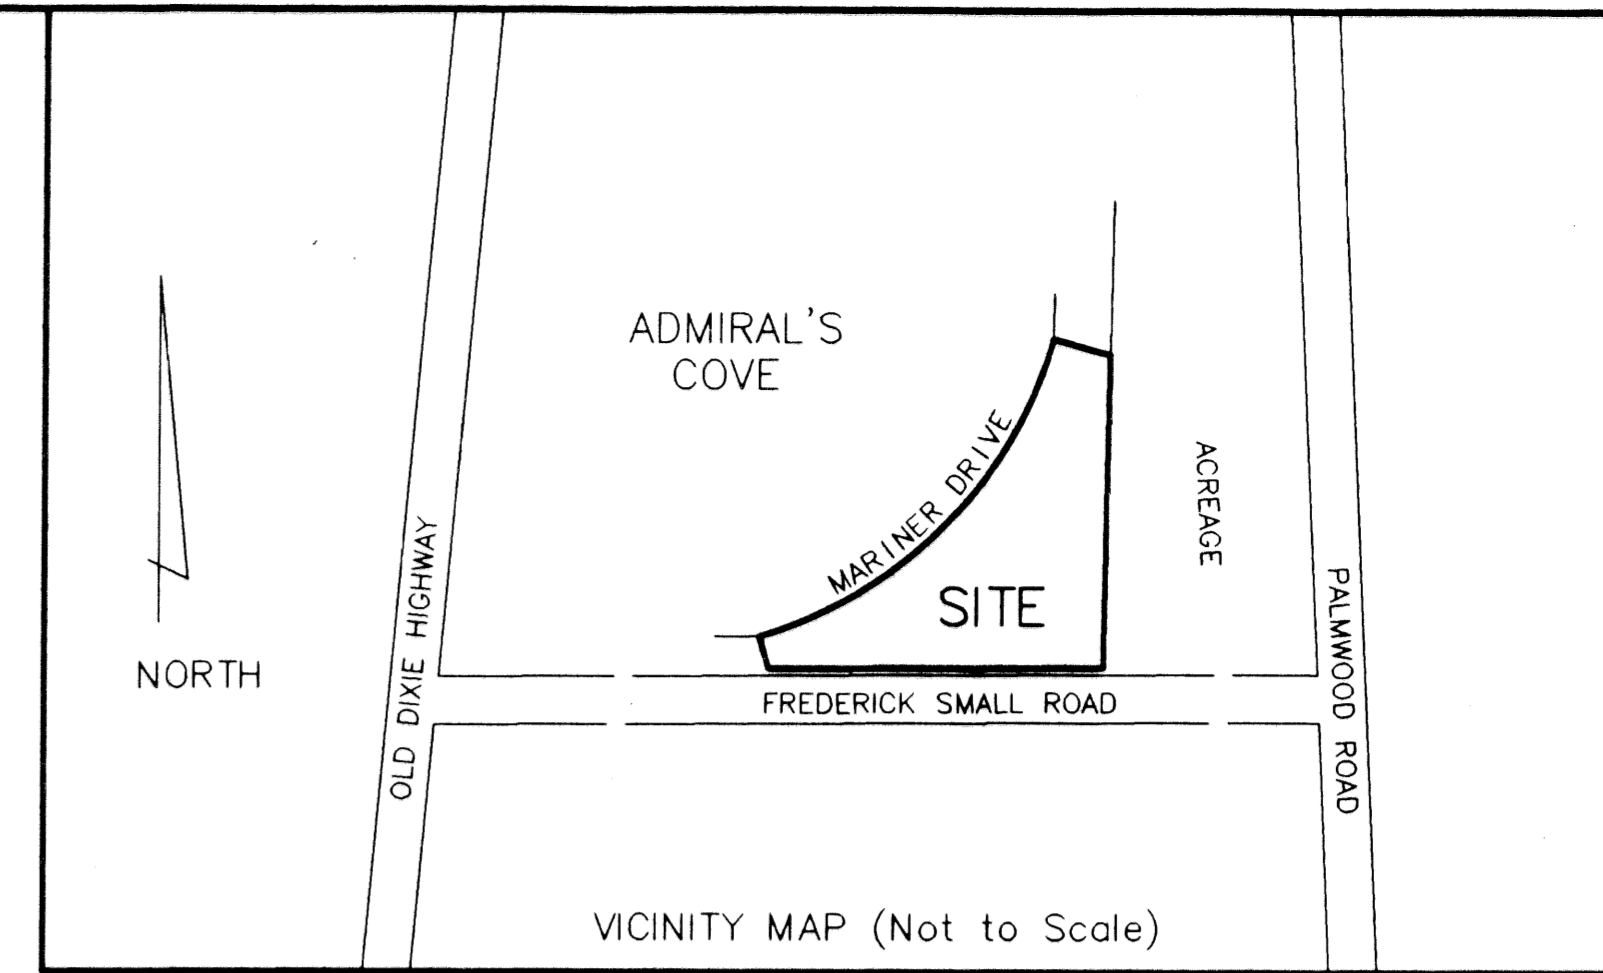 ADMIRAL'S
COVE
MARINER DRIVE
ACREAGE
SITE
NORTH
OLD DIXIE HIGHWAY
FREDERICK SMALL ROAD
PALMWOOD ROAD
VICINITY MAP (Not to Scale)